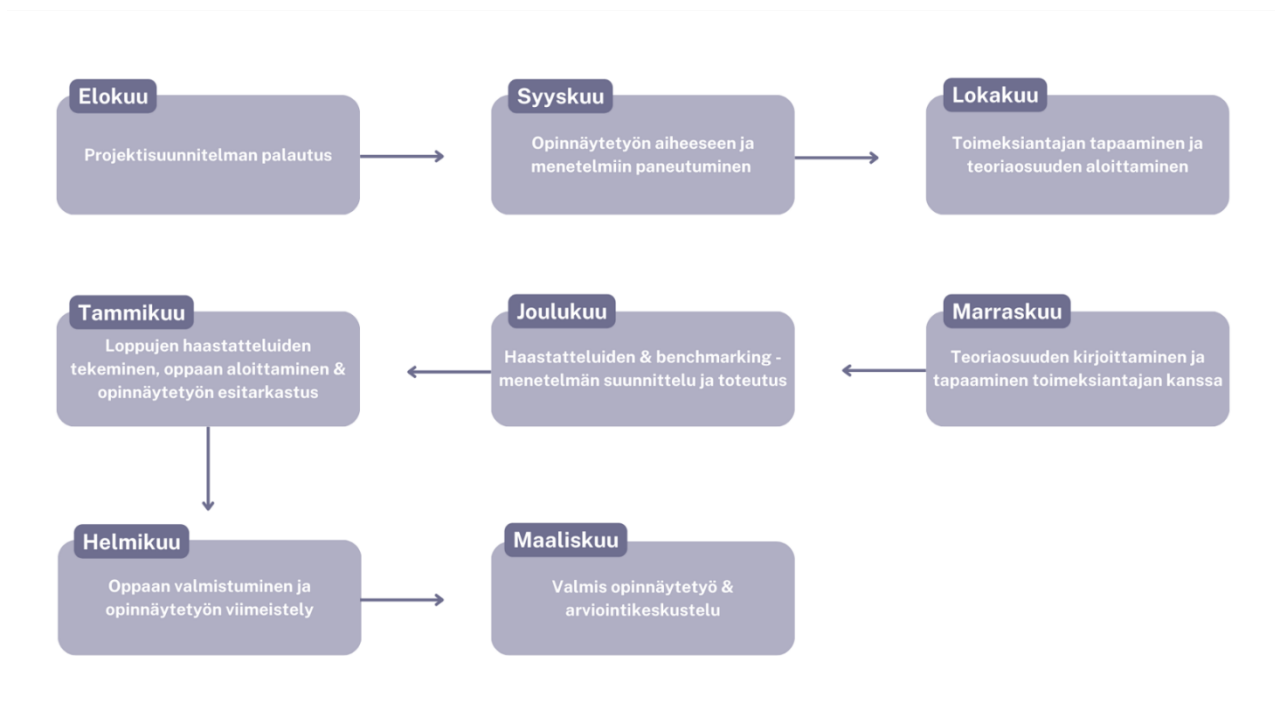 Elokuu
Projektisuunnitelman palautus
Syyskuu
Opinnäytetyön aiheeseen ja
menetelmiin paneutuminen
Lokakuu
Toimeksiantajan tapaaminen ja
teoriaosuuden aloittaminen
Marraskuu
Teoriaosuuden kirjoittaminen ja
tapaaminen toimeksiantajan kanssa
Joulukuu
Haastatteluiden & benchmarking -
menetelmän suunnittelu ja toteutus
Tammikuu
Loppujen haastatteluiden
tekeminen, oppaan aloittaminen &
opinnäytetyön esitarkastus
Helmikuu
Oppaan valmistuminen ja
opinnäytetyön viimeistely
Maaliskuu
Valmis opinnäytetyö &
arviointikeskustelu